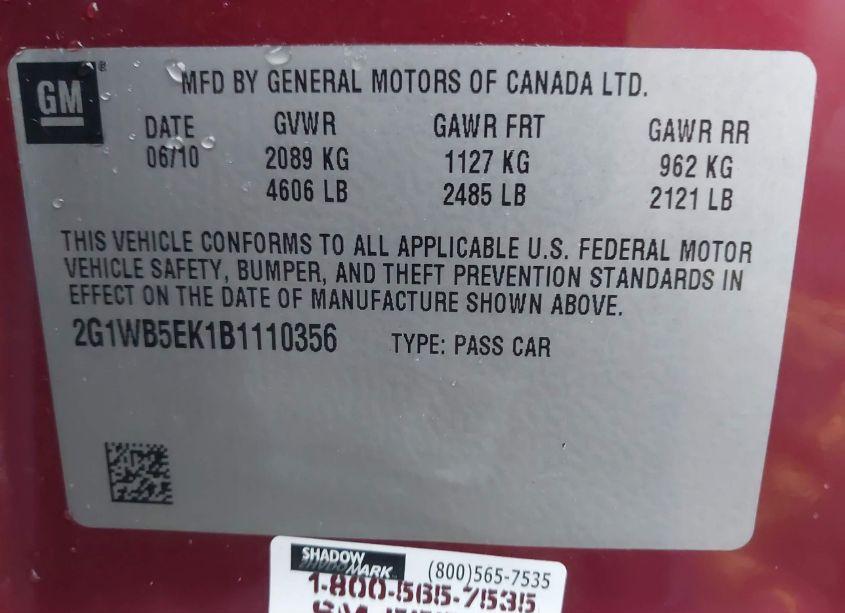 GM®
MFD BY GENERAL MOTORS OF CANADA LTD.
DATE GVWR GAWR FRT GAWR RR
06/10 2089 KG 1127 KG 962 KG
4606 LB 2485 LB 2121 LB
THIS VEHICLE CONFORMS TO ALL APPLICABLE U.S. FEDERAL MOTOR
VEHICLE SAFETY, BUMPER, AND THEFT PREVENTION STANDARDS IN
EFFECT ON THE DATE OF MANUFACTURE SHOWN ABOVE.
2G1WB5EK1B1110356 TYPE: PASS CAR
SHADOW
MARK (800)565-7535
1-800-565-7535